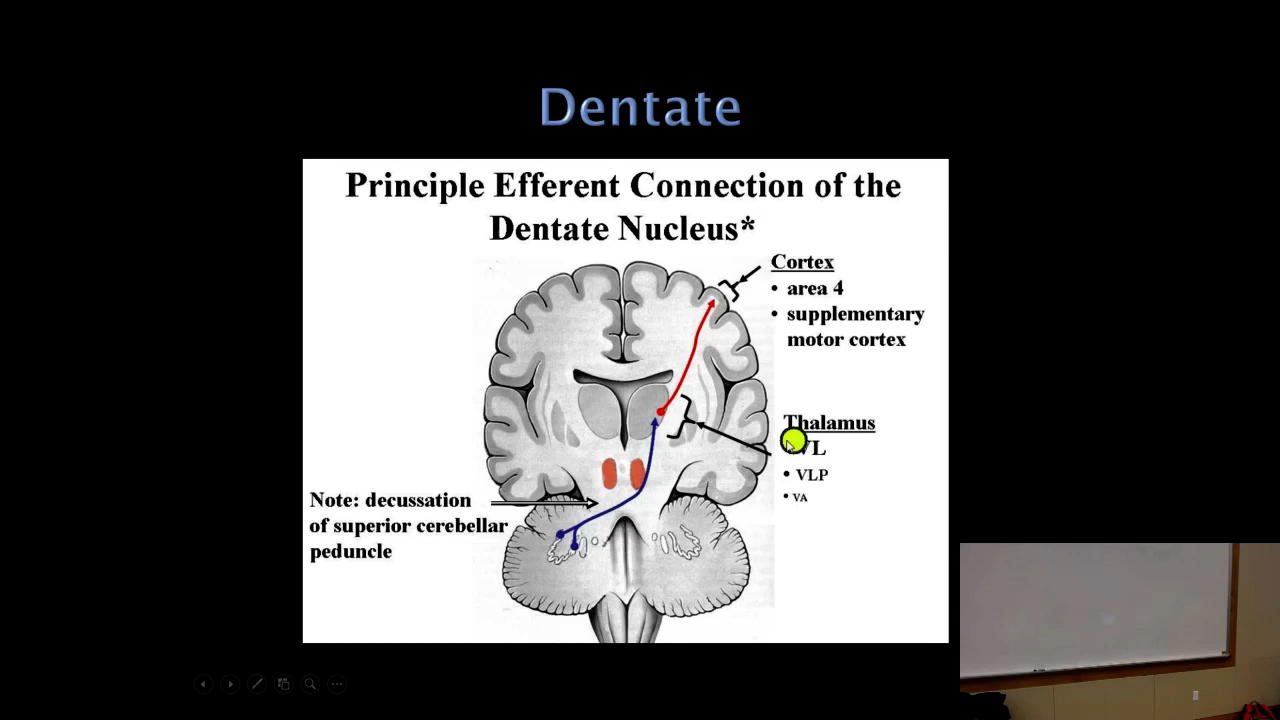 Dentate
Principle Efferent Connection of the
Dentate Nucleus*
Cortex
• area 4
• supplementary
motor cortex
Thalamus
VL
• VLP
• VA
Note: decussation
of superior cerebellar
peduncle